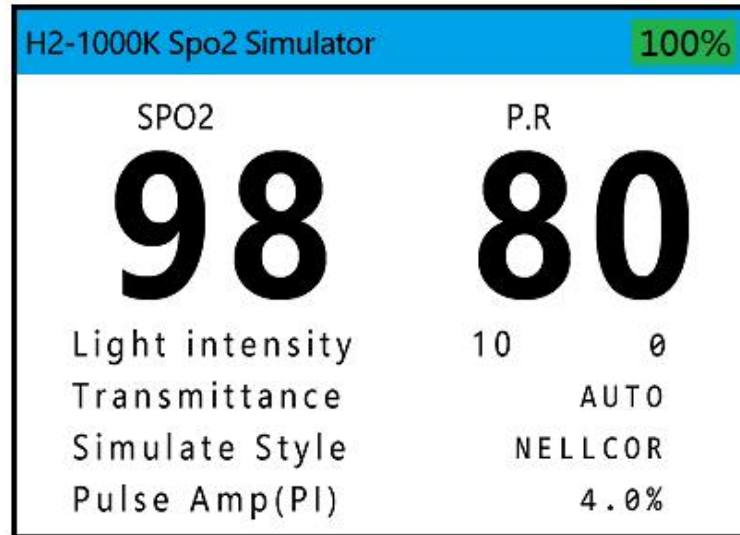 H2-1000K Spo2 Simulator 100%
SPO2 P.R
98 80
Light intensity 10 0
Transmittance AUTO
Simulate Style NELLCOR
Pulse Amp(PI) 4.0%